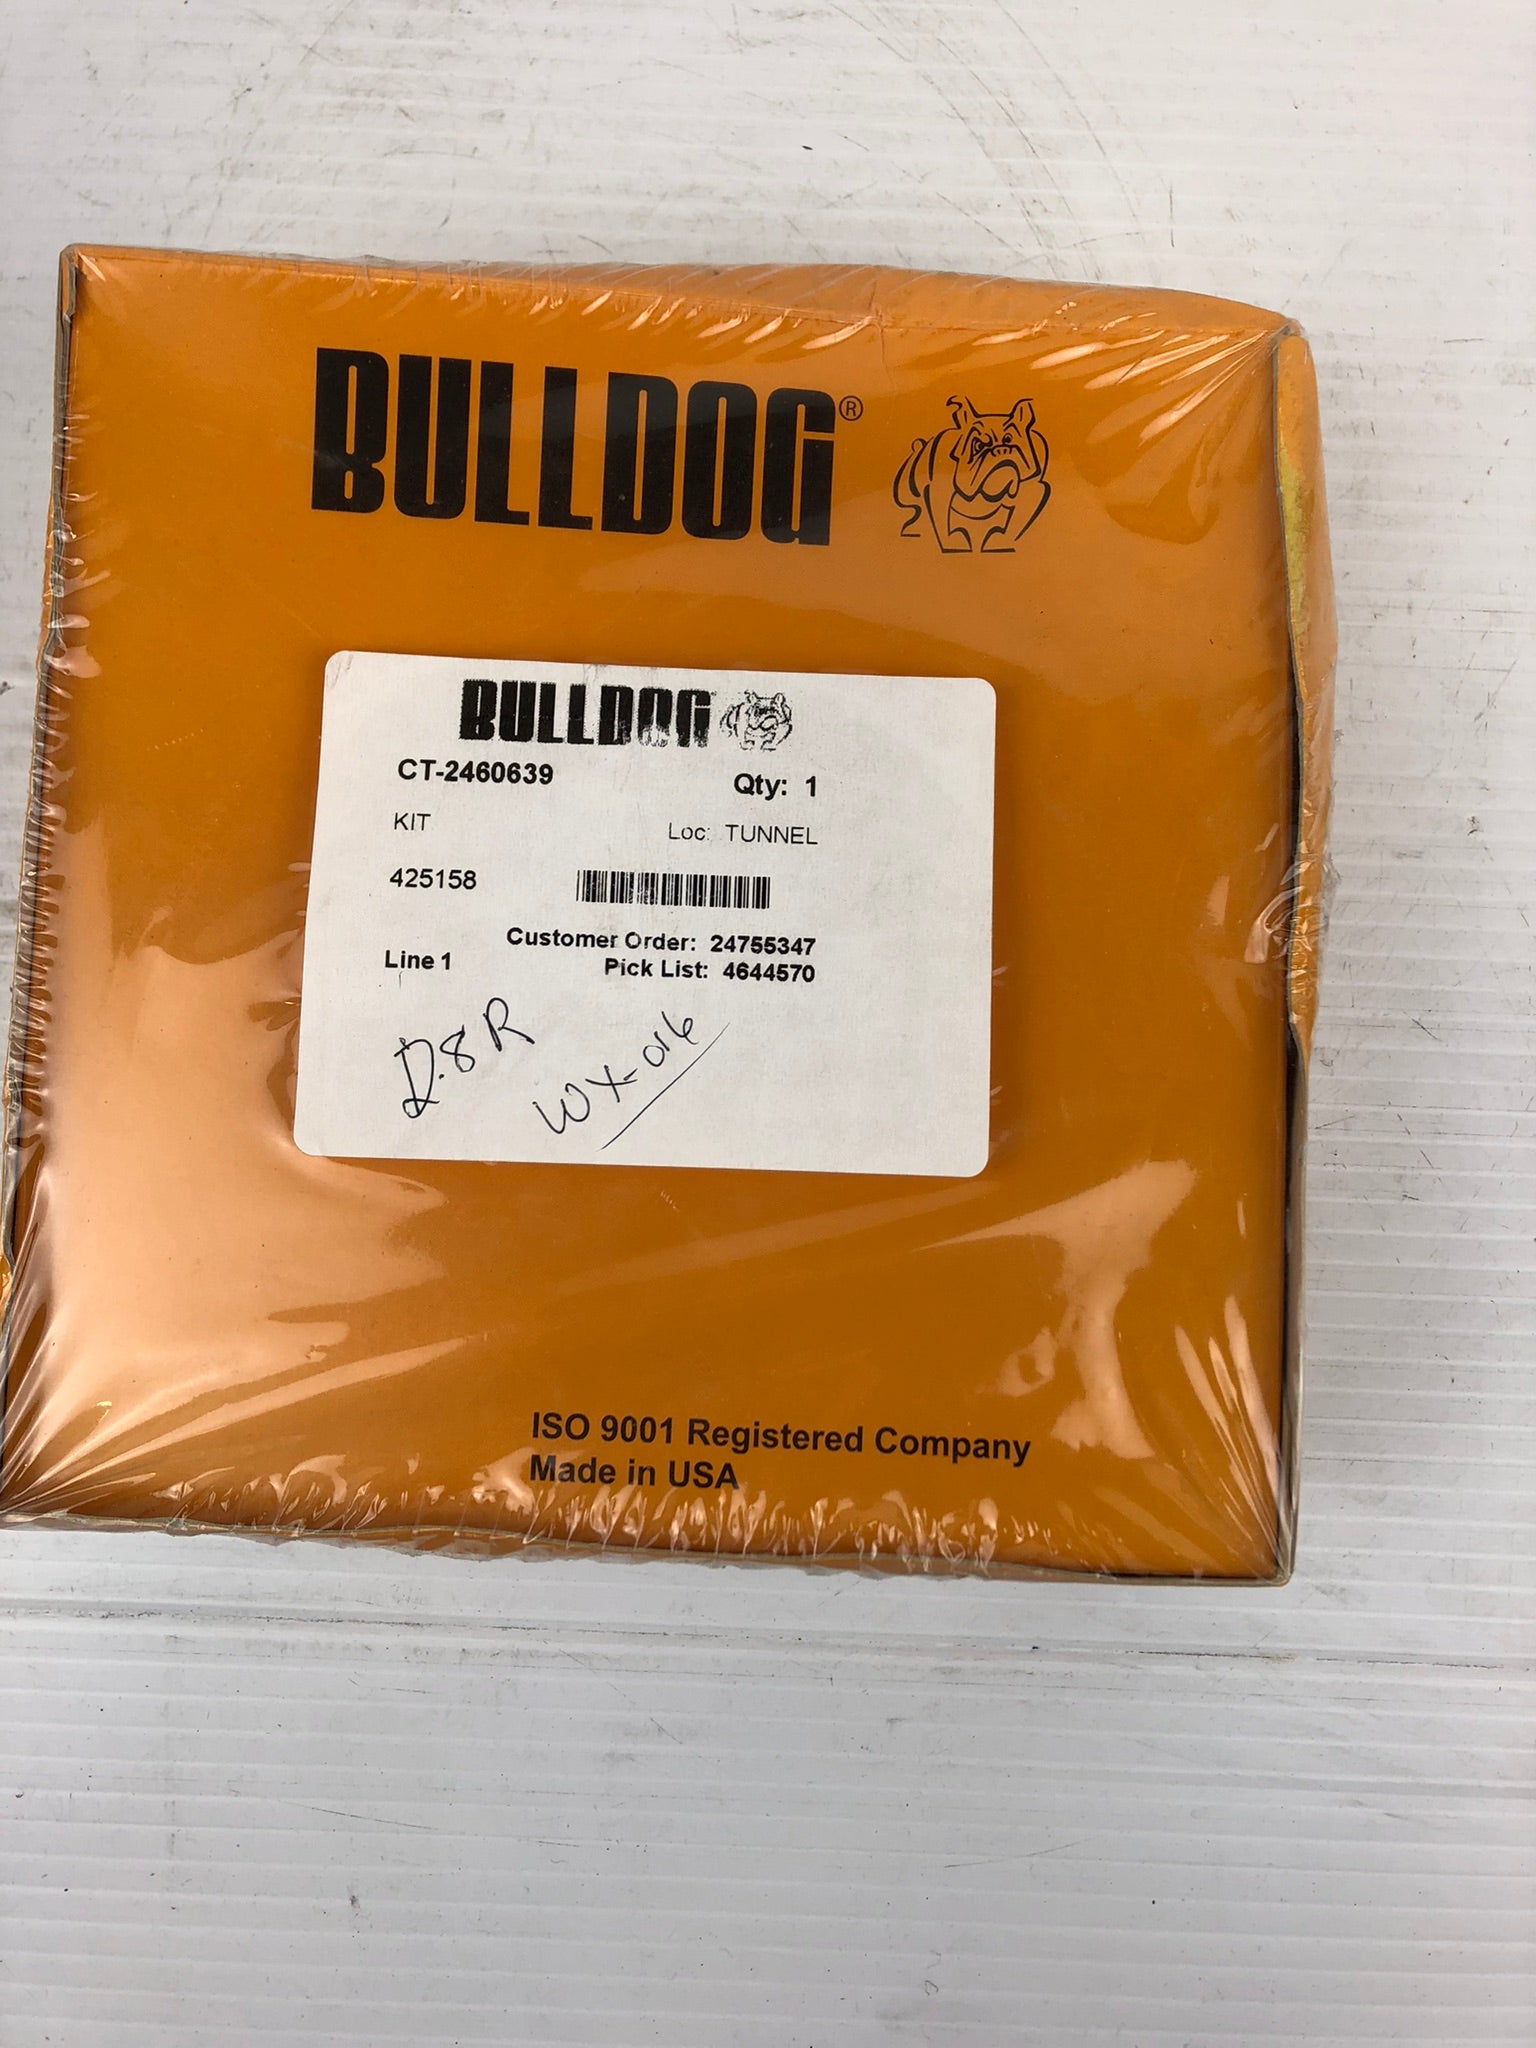 BULLDOG®
BULLDOG
CT-2460639 Qty: 1
KIT Loc: TUNNEL
425158
Customer Order: 24755347
Line 1 Pick List: 4644570
D.8R
WX-016
ISO 9001 Registered Company
Made in USA